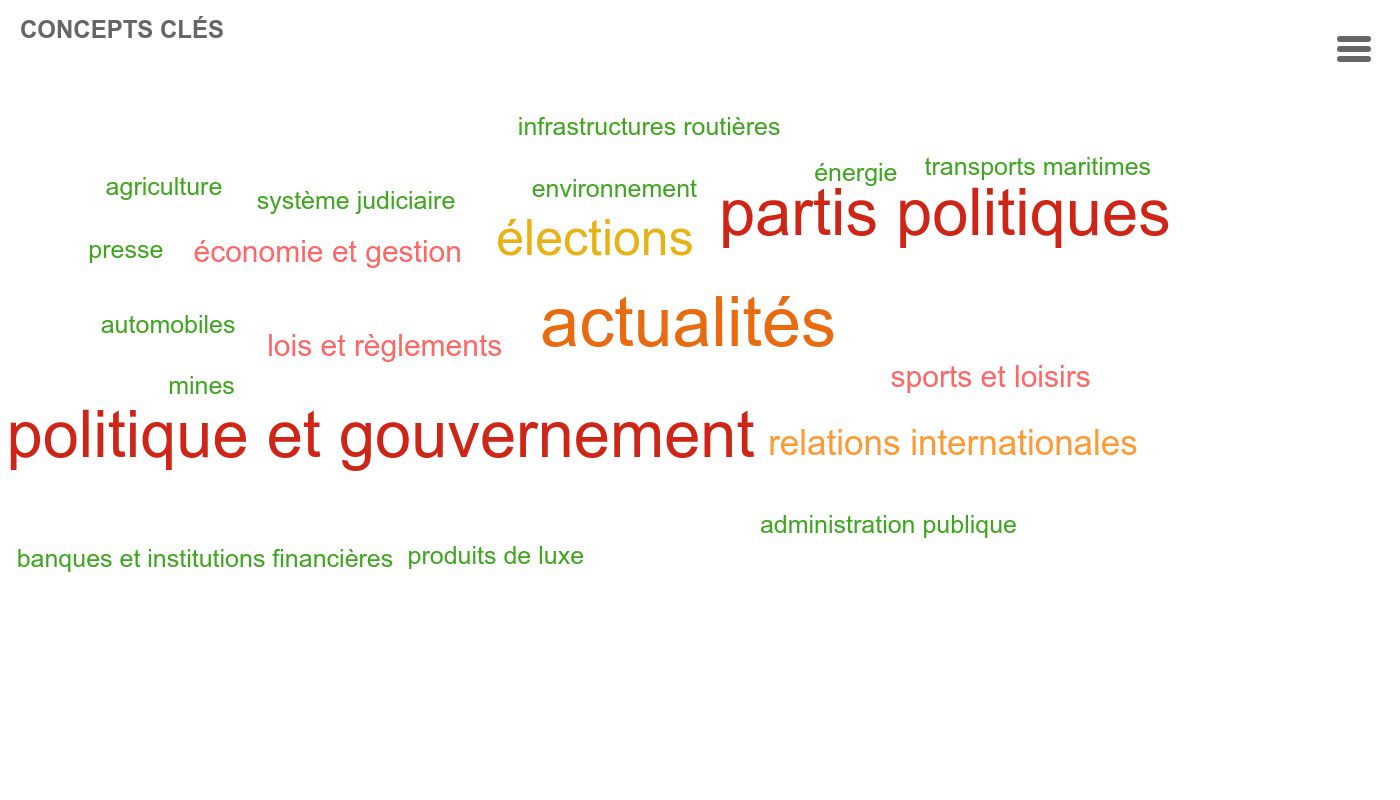 CONCEPTS CLÉS
infrastructures routières
énergie
transports maritimes
agriculture
système judiciaire
environnement
partis politiques
presse
économie et gestion
élections
automobiles
lois et règlements
actualités
mines
sports et loisirs
politique et gouvernement
relations internationales
administration publique
banques et institutions financières
produits de luxe